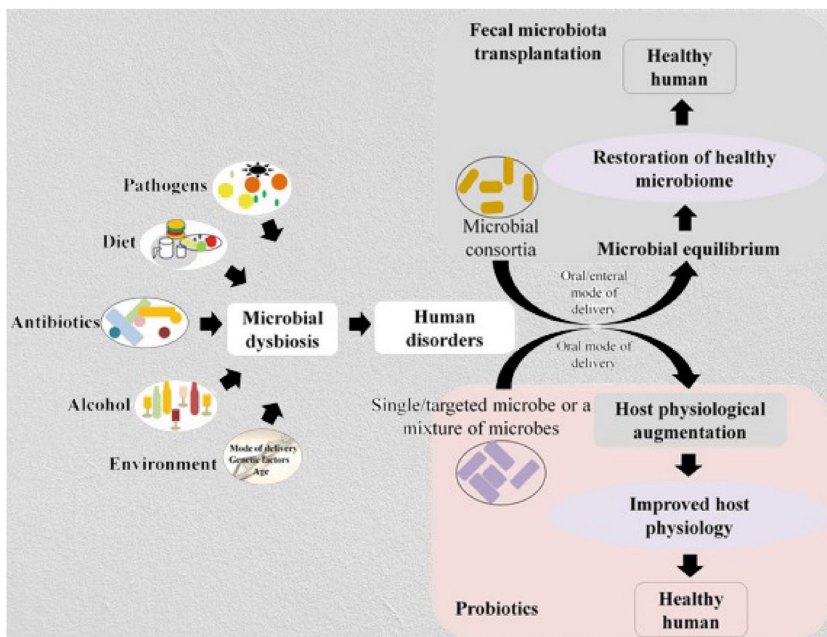 Fecal microbiota
transplantation
Healthy
human
Restoration of healthy
microbiome
Microbial
consortia
Microbial equilibrium
Oral/enteral
mode of
delivery
Pathogens
Diet
Antibiotics
Alcohol
Environment
Mode of delivery
Genetic factors
Age
Microbial
dysbiosis
Human
disorders
Oral mode of
delivery
Single/targeted microbe or a
mixture of microbes
Host physiological
augmentation
Improved host
physiology
Healthy
human
Probiotics